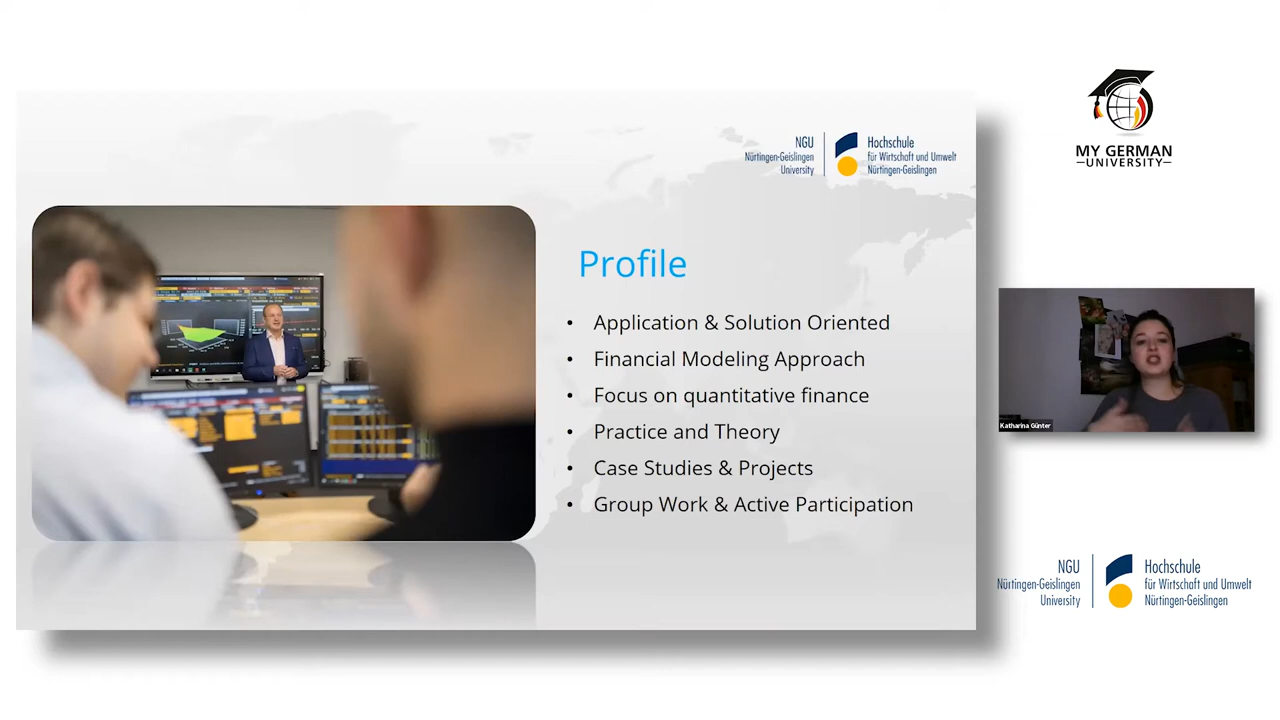 MY GERMAN
UNIVERSITY
NGU
Nürtingen-Geislingen
University
Hochschule
für Wirtschaft und Umwelt
Nürtingen-Geislingen
Profile
• Application & Solution Oriented
• Financial Modeling Approach
• Focus on quantitative finance
• Practice and Theory
• Case Studies & Projects
• Group Work & Active Participation
Katharina Günter
NGU
Nürtingen-Geislingen
University
Hochschule
für Wirtschaft und Umwelt
Nürtingen-Geislingen